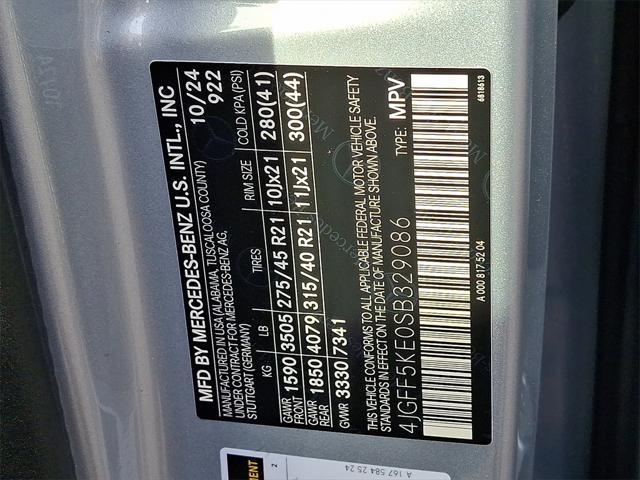 MFD BY MERCEDES-BENZ U.S. INTL., INC 10/24
MANUFACTURED IN USA (ALABAMA, TUSCALOOSA COUNTY) 922
UNDER CONTRACT FOR MERCEDES-BENZ AG,
STUTTGART (GERMANY)
KG LB TIRES RIM SIZE COLD KPA (PSI)
GAWR FRONT 1590 3505 275/45 R21 10Jx21 280(41)
GAWR REAR 1850 4079 315/40 R21 11Jx21 300(44)
GVWR 3330 7341
THIS VEHICLE CONFORMS TO ALL APPLICABLE FEDERAL MOTOR VEHICLE SAFETY
STANDARDS IN EFFECT ON THE DATE OF MANUFACTURE SHOWN ABOVE.
4JGFF5KE0SB329086 TYPE: MPV
A 000 817 52 04 6818613
2
A 167 584 25 24